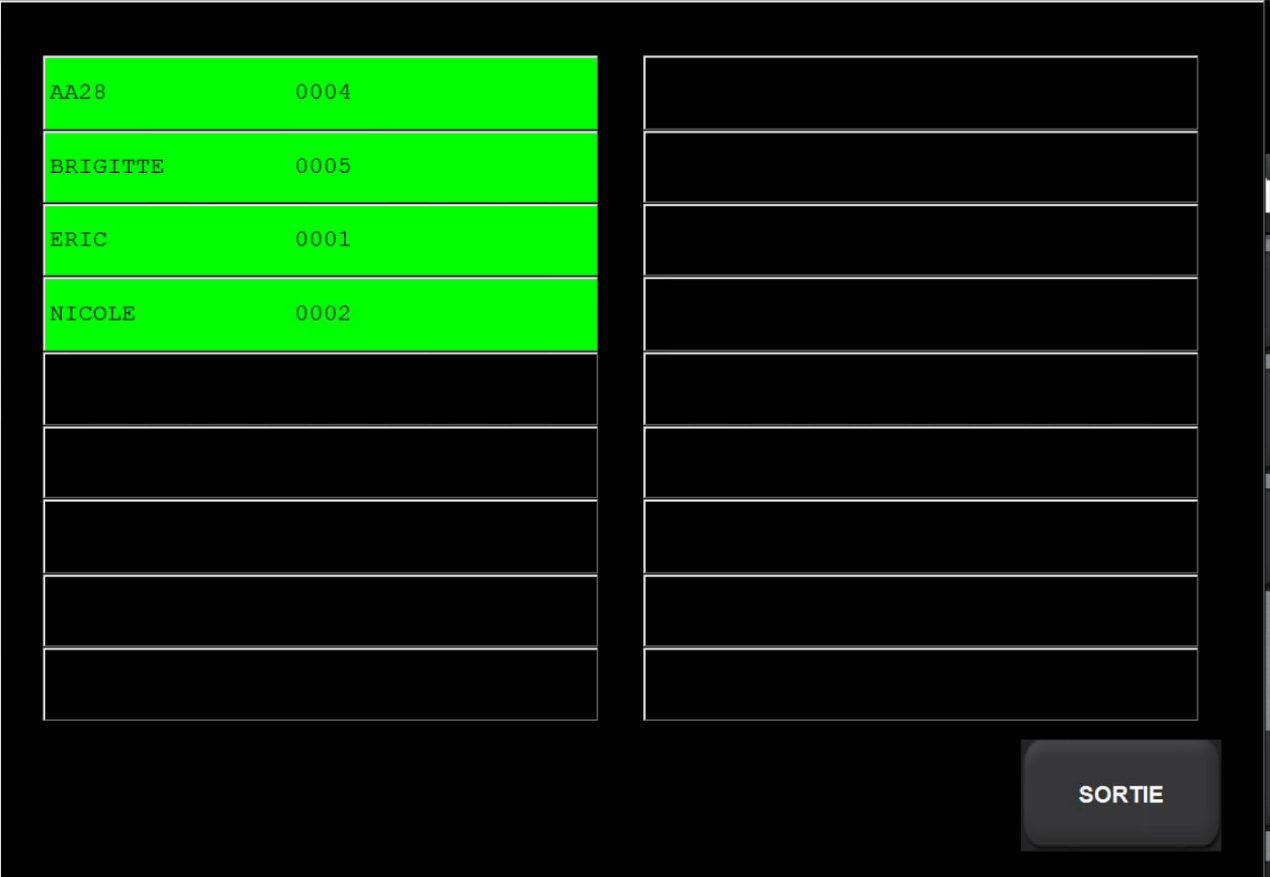 AA28 0004
BRIGITTE 0005
ERIC 0001
NICOLE 0002
SORTIE